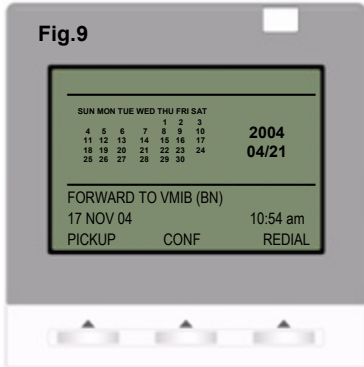 Fig.9
SUN MON TUE WED THU FRI SAT
1 2 3
4 5 6 7 8 9 10
11 12 13 14 15 16 17
18 19 20 21 22 23 24
25 26 27 28 29 30
2004
04/21
FORWARD TO VMIB (BN)
17 NOV 04 10:54 am
PICKUP CONF REDIAL